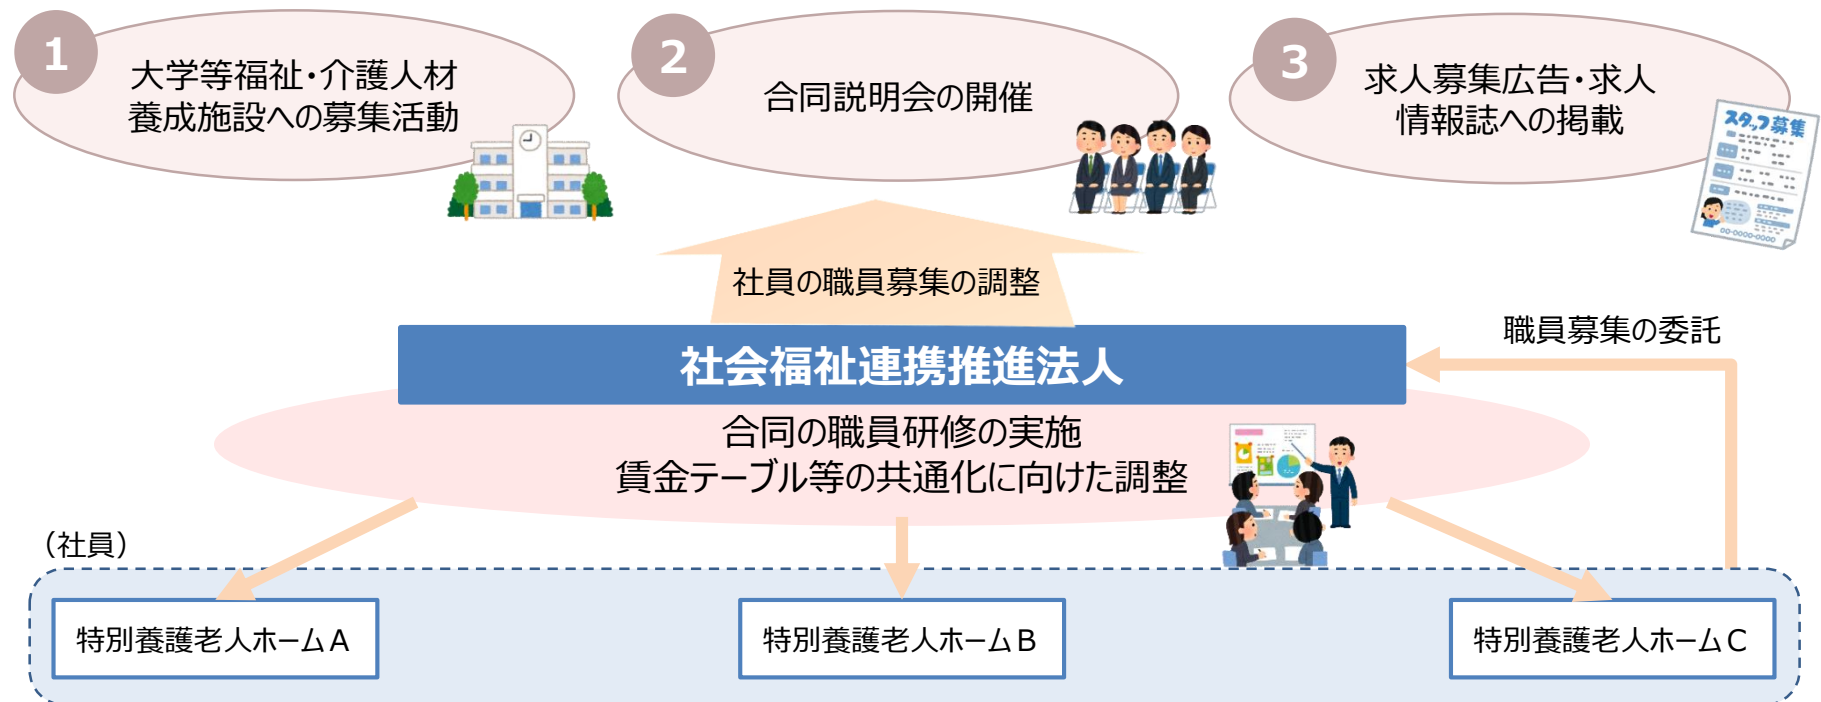 1
大学等福祉・介護人材
養成施設への募集活動
2
合同説明会の開催
3
求人募集広告・求人
情報誌への掲載
スタッフ募集
00-0000-0000
社員の職員募集の調整
職員募集の委託
社会福祉連携推進法人
合同の職員研修の実施
賃金テーブル等の共通化に向けた調整
（社員）
特別養護老人ホームA
特別養護老人ホームB
特別養護老人ホームC